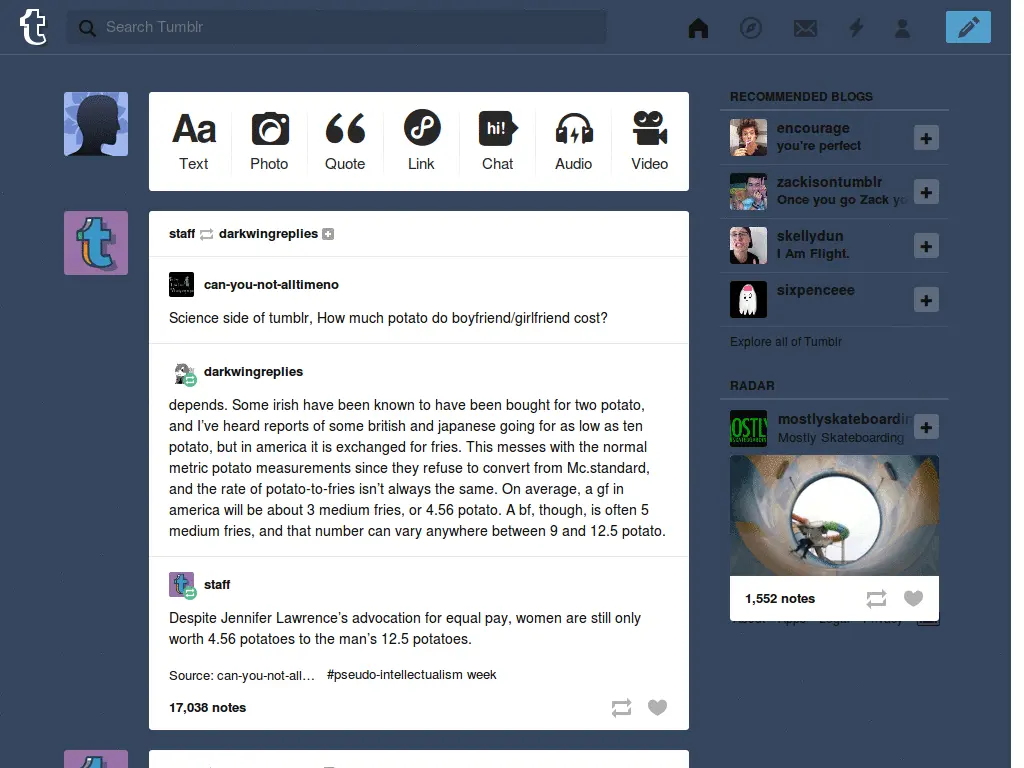 Search Tumblr
Aa
hi!
Text
Photo
Quote
Link
Chat
Audio
Video
staff darkwingreplies
can-you-not-alltimeno
Science side of tumblr, How much potato do boyfriend/girlfriend cost?
darkwingreplies
depends. Some irish have been known to have been bought for two potato,
and I’ve heard reports of some british and japanese going for as low as ten
potato, but in america it is exchanged for fries. This messes with the normal
metric potato measurements since they refuse to convert from Mc.standard,
and the rate of potato-to-fries isn’t always the same. On average, a gf in
america will be about 3 medium fries, or 4.56 potato. A bf, though, is often 5
medium fries, and that number can vary anywhere between 9 and 12.5 potato.
staff
Despite Jennifer Lawrence’s advocation for equal pay, women are still only
worth 4.56 potatoes to the man’s 12.5 potatoes.
Source: can-you-not-all… #pseudo-intellectualism week
17,038 notes
RECOMMENDED BLOGS
encourage
you're perfect
zackisontumblr
Once you go Zack yo
skellydun
I Am Flight.
sixpenceee
Explore all of Tumblr
RADAR
mostlyskateboardin
Mostly Skateboarding
1,552 notes